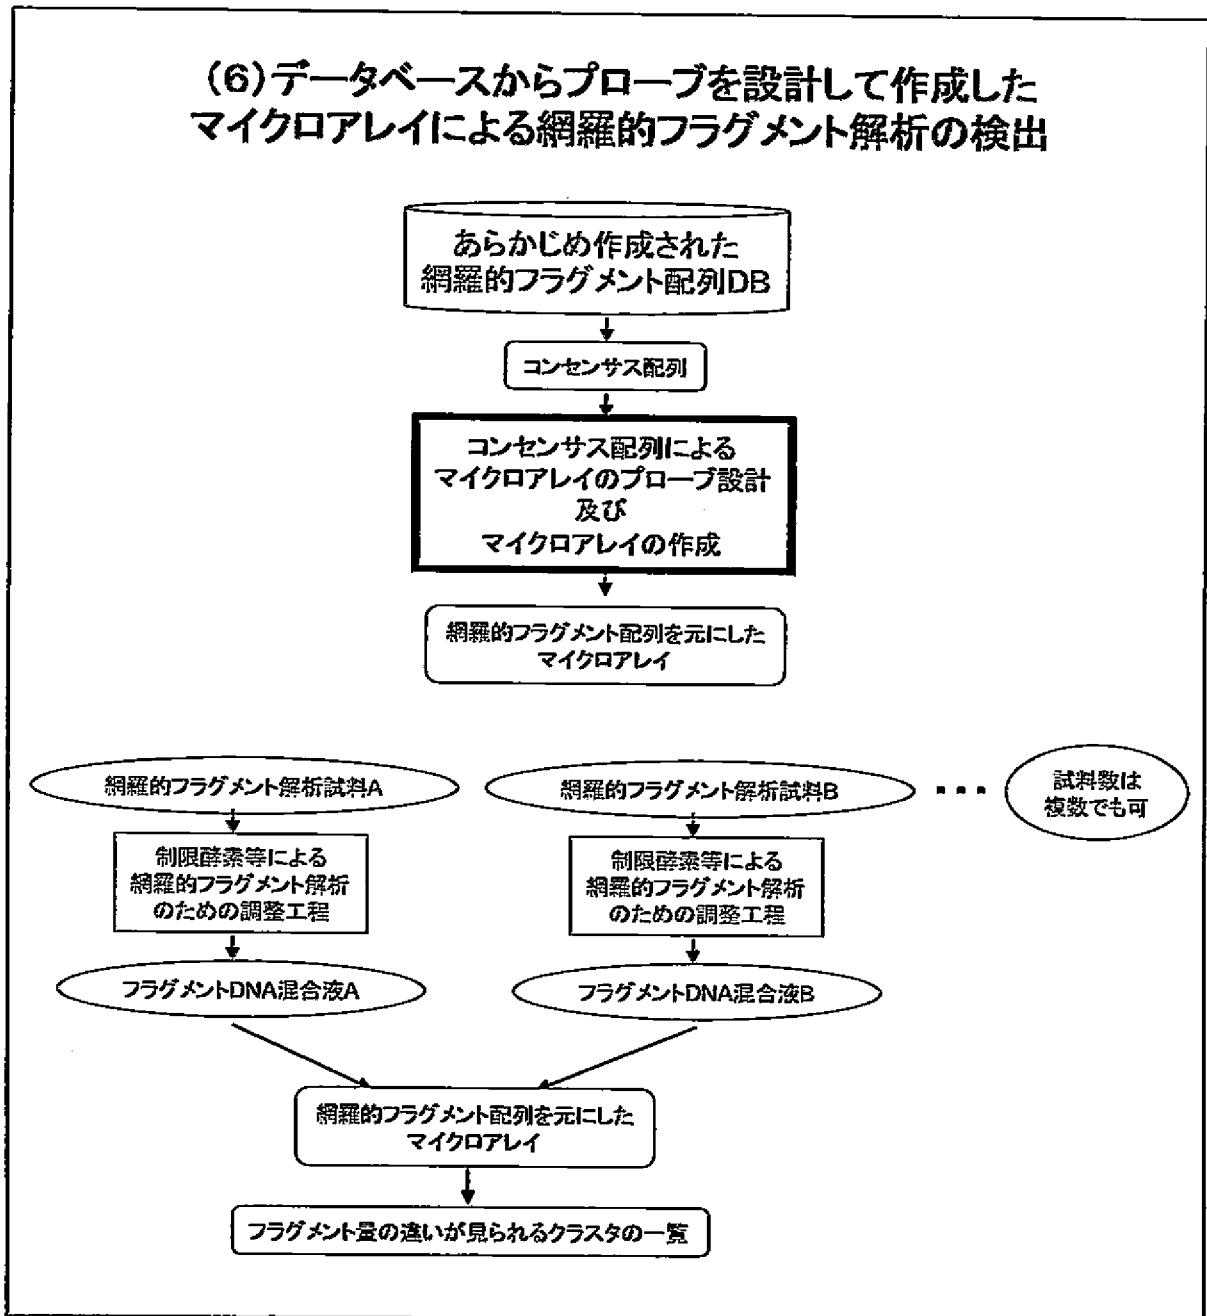 (6)データベースからプローブを設計して作成した
マイクロアレイによる網羅的フラグメント解析の検出
あらかじめ作成された
網羅的フラグメント配列DB
コンセンサス配列
コンセンサス配列による
マイクロアレイのプローブ設計
及び
マイクロアレイの作成
網羅的フラグメント配列を元にした
マイクロアレイ
網羅的フラグメント解析試料A
網羅的フラグメント解析試料B
・・・
試料数は
複数でも可
制限酵素等による
網羅的フラグメント解析
のための調整工程
制限酵素等による
網羅的フラグメント解析
のための調整工程
フラグメントDNA混合液A
フラグメントDNA混合液B
網羅的フラグメント配列を元にした
マイクロアレイ
フラグメント量の違いが見られるクラスタの一覧